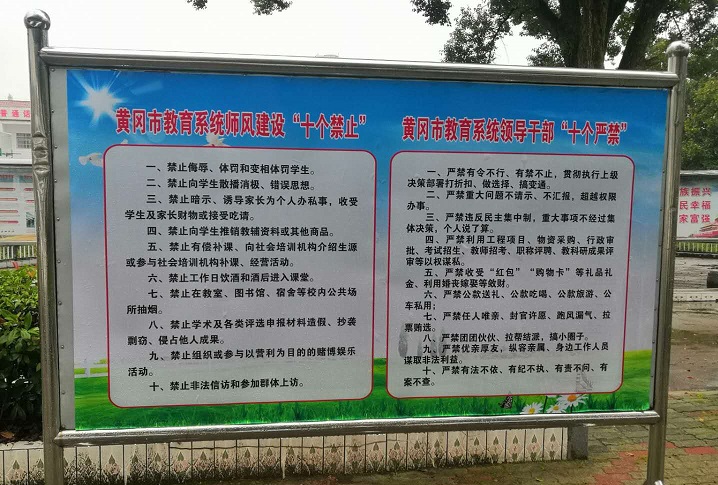 黄冈市教育系统师风建设“十个禁止”
一、禁止侮辱、体罚和变相体罚学生。
二、禁止向学生散播消极、错误思想。
三、禁止暗示、诱导家长为个人办私事，收受
学生及家长财物或接受吃请。
四、禁止向学生推销教辅资料或其他商品。
五、禁止有偿补课、向社会培训机构介绍生源
或参与社会培训机构补课、经营活动。
六、禁止工作日饮酒和酒后进入课堂。
七、禁止在教室、图书馆、宿舍等校内公共场
所抽烟。
八、禁止学术及各类评选申报材料造假、抄袭
剽窃、侵占他人成果。
九、禁止组织或参与以营利为目的的赌博娱乐
活动。
十、禁止非法信访和参加群体上访。
黄冈市教育系统领导干部“十个严禁”
一、严禁有令不行、有禁不止，贯彻执行上级
决策部署打折扣、做选择、搞变通。
二、严禁重大问题不请示、不汇报，超越权限
办事。
三、严禁违反民主集中制，重大事项不经过集
体决策，个人说了算。
四、严禁利用工程项目、物资采购、行政审
批、考试招生、教师招考、职称评聘、教科研成果评
审等以权谋私。
五、严禁收受“红包”“购物卡”等礼品礼
金、利用婚丧嫁娶等敛财。
六、严禁公款送礼、公款吃喝、公款旅游、公
车私用；
七、严禁任人唯亲、封官许愿、跑风漏气、拉
票贿选。
八、严禁团团伙伙、拉帮结派，搞小圈子。
九、严禁优亲厚友，纵容亲属、身边工作人员
谋取非法利益。
十、严禁有法不依、有纪不执、有责不问、有
案不查。
普通话
族振兴
民幸福
家富强